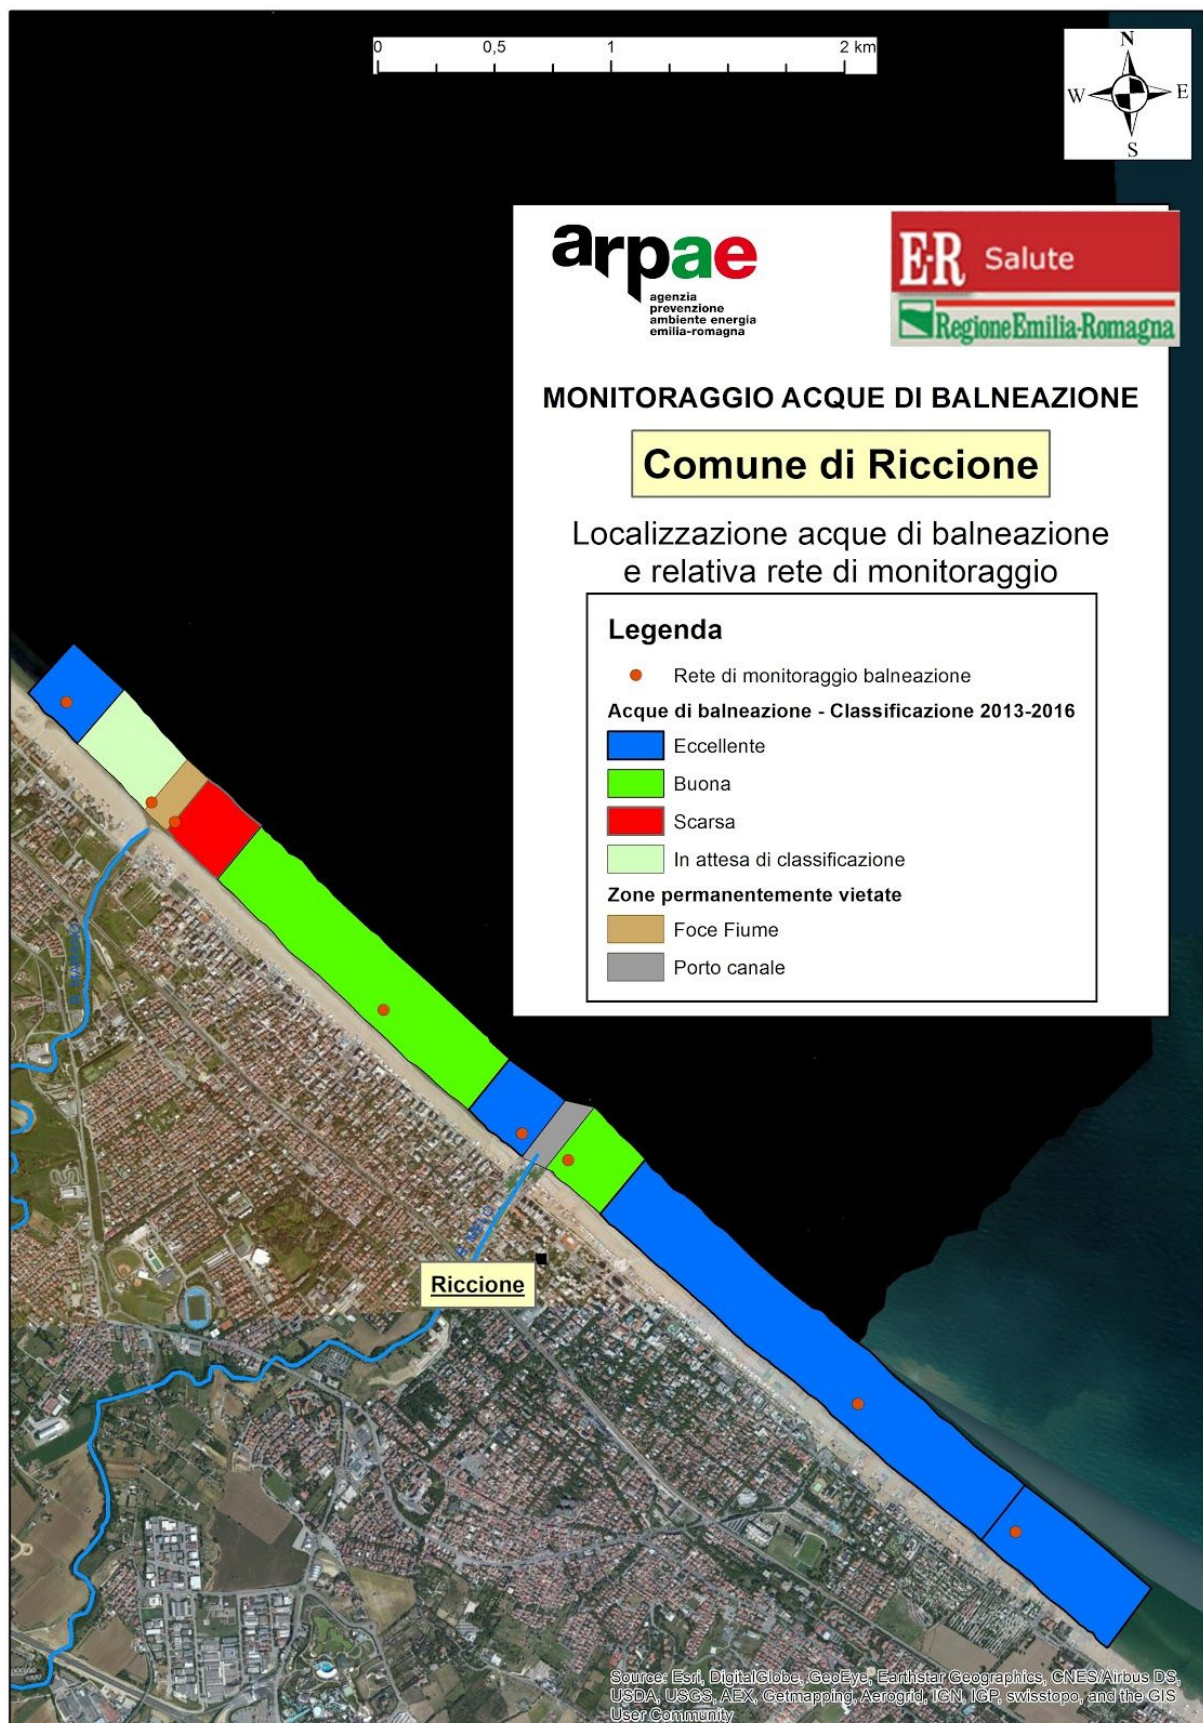 0 0,5 1 2 km
N
W E
S
arpae
agenzia
prevenzione
ambiente energia
emilia-romagna
E·R Salute
RegioneEmilia-Romagna
MONITORAGGIO ACQUE DI BALNEAZIONE
Comune di Riccione
Localizzazione acque di balneazione
e relativa rete di monitoraggio
Legenda
Rete di monitoraggio balneazione
Acque di balneazione - Classificazione 2013-2016
Eccellente
Buona
Scarsa
In attesa di classificazione
Zone permanentemente vietate
Foce Fiume
Porto canale
R. MARANO
R. MELO
Riccione
Source: Esri, DigitalGlobe, GeoEye, Earthstar Geographics, CNES/Airbus DS,
USDA, USGS, AEX, Getmapping, Aerogrid, IGN, IGP, swisstopo, and the GIS
User Community